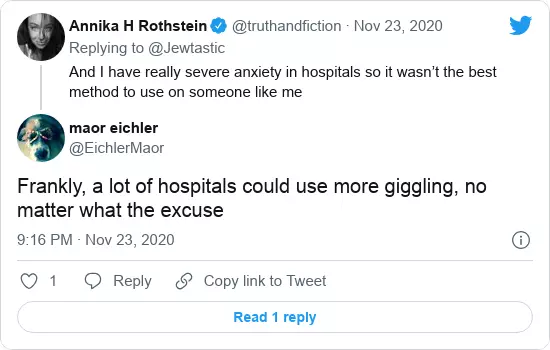 Annika H Rothstein @truthandfiction · Nov 23, 2020
Replying to @Jewtastic
And I have really severe anxiety in hospitals so it wasn’t the best
method to use on someone like me
maor eichler
@EichlerMaor
Frankly, a lot of hospitals could use more giggling, no
matter what the excuse
9:16 PM · Nov 23, 2020
1 Reply Copy link to Tweet
Read 1 reply